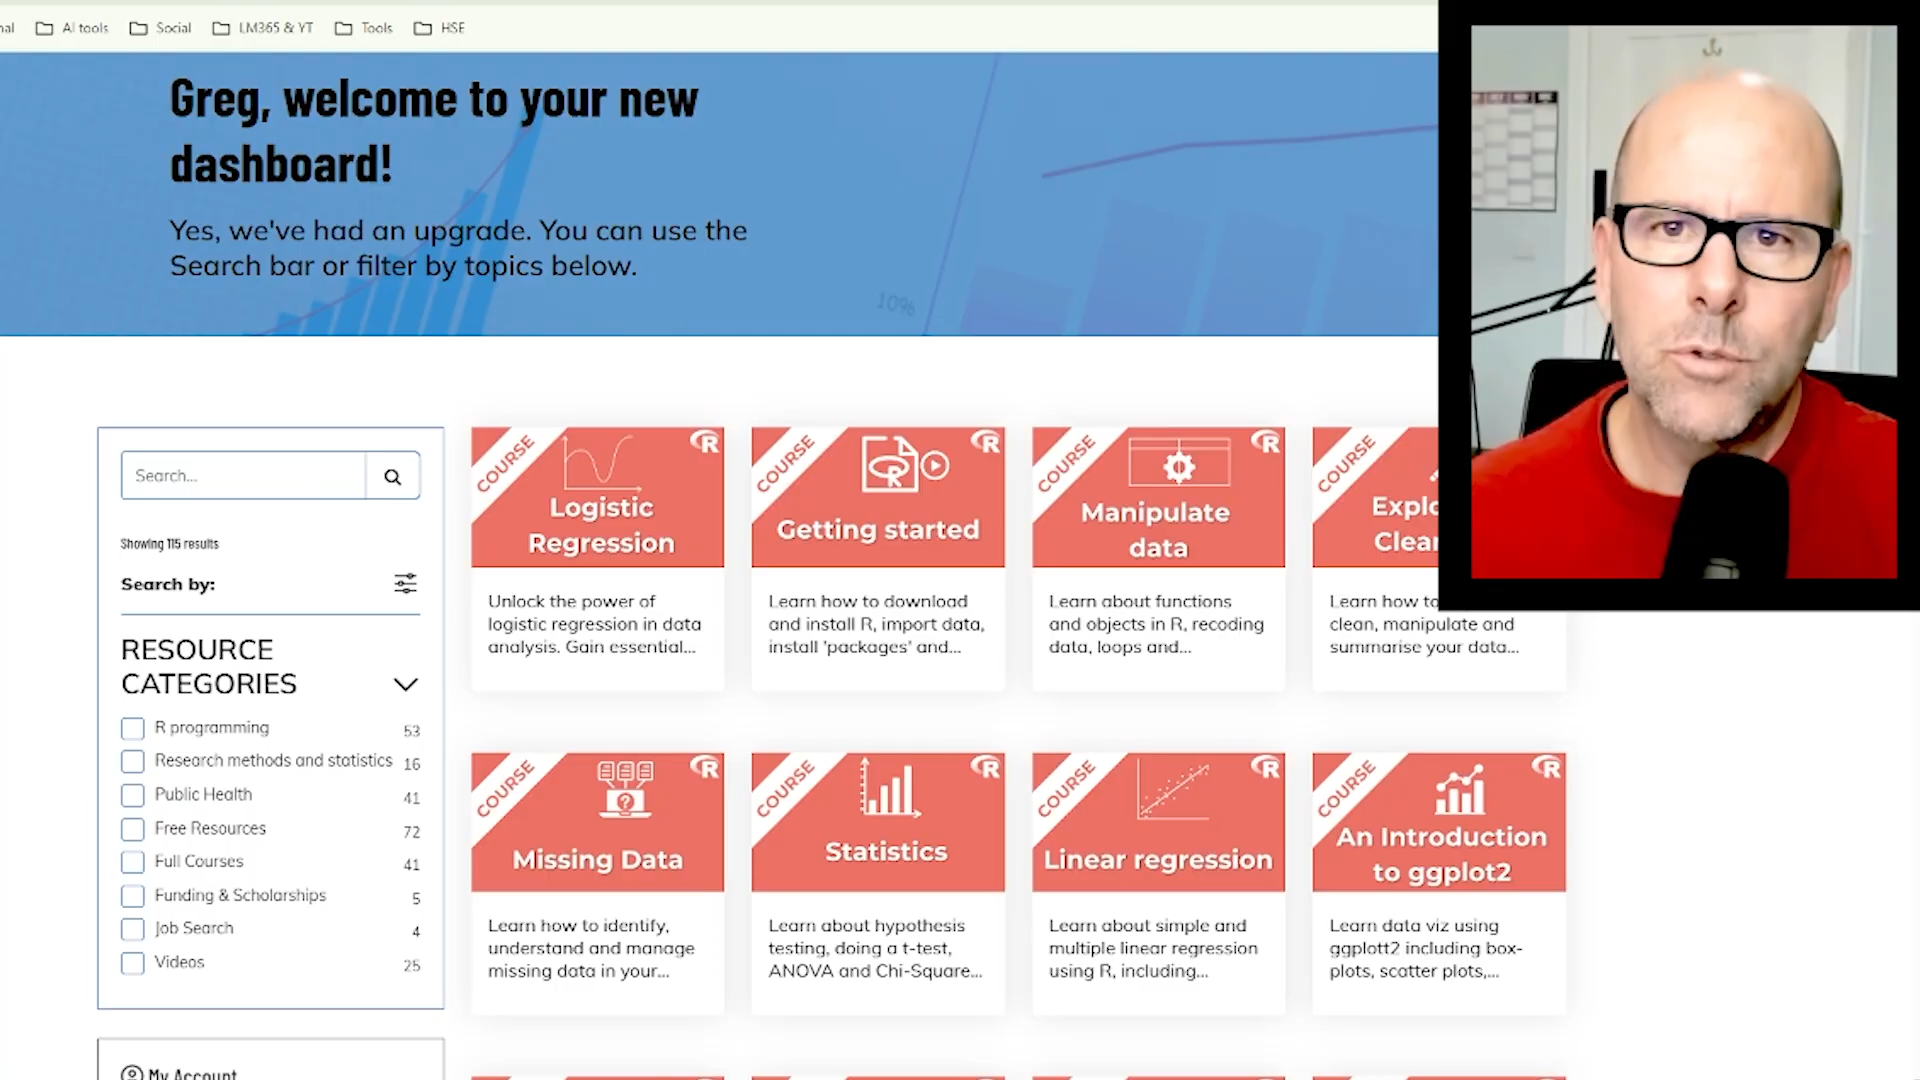 AI tools
Social
LM365 & YT
Tools
HSE
Greg, welcome to your new
dashboard!
Yes, we've had an upgrade. You can use the
Search bar or filter by topics below.
10%
Search...
Showing 115 results
Search by:
RESOURCE
CATEGORIES
R programming 53
Research methods and statistics 16
Public Health 41
Free Resources 72
Full Courses 41
Funding & Scholarships 5
Job Search 4
Videos 25
My Account
COURSE
R
Logistic
Regression
Unlock the power of
logistic regression in data
analysis. Gain essential...
COURSE
R
R
Getting started
Learn how to download
and install R, import data,
install 'packages' and...
COURSE
R
Manipulate
data
Learn about functions
and objects in R, recoding
data, loops and...
COURSE
Learn how to
clean, manipulate and
summarise your data...
COURSE
R
Missing Data
Learn how to identify,
understand and manage
missing data in your...
COURSE
R
Statistics
Learn about hypothesis
testing, doing a t-test,
ANOVA and Chi-Square...
COURSE
R
Linear regression
Learn about simple and
multiple linear regression
using R, including...
COURSE
R
An Introduction
to ggplot2
Learn data viz using
ggplott2 including box-
plots, scatter plots,...